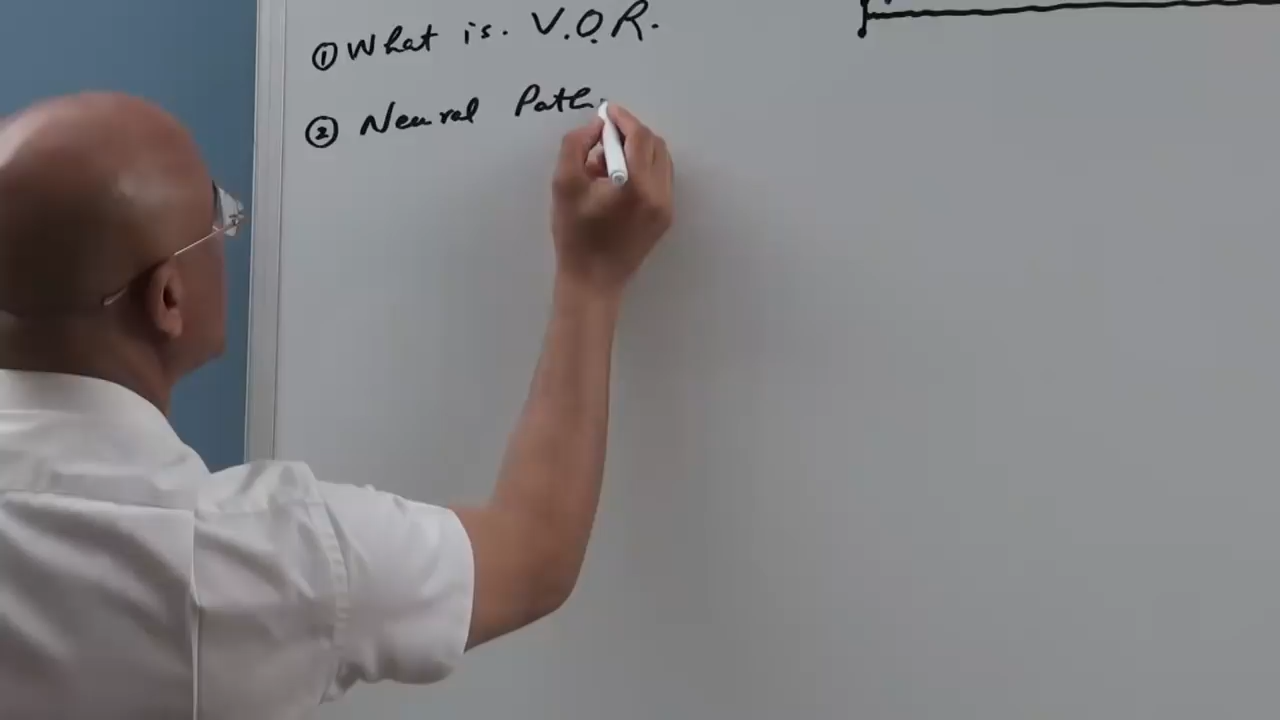 ① What is. V.O.R.
② Neural Path